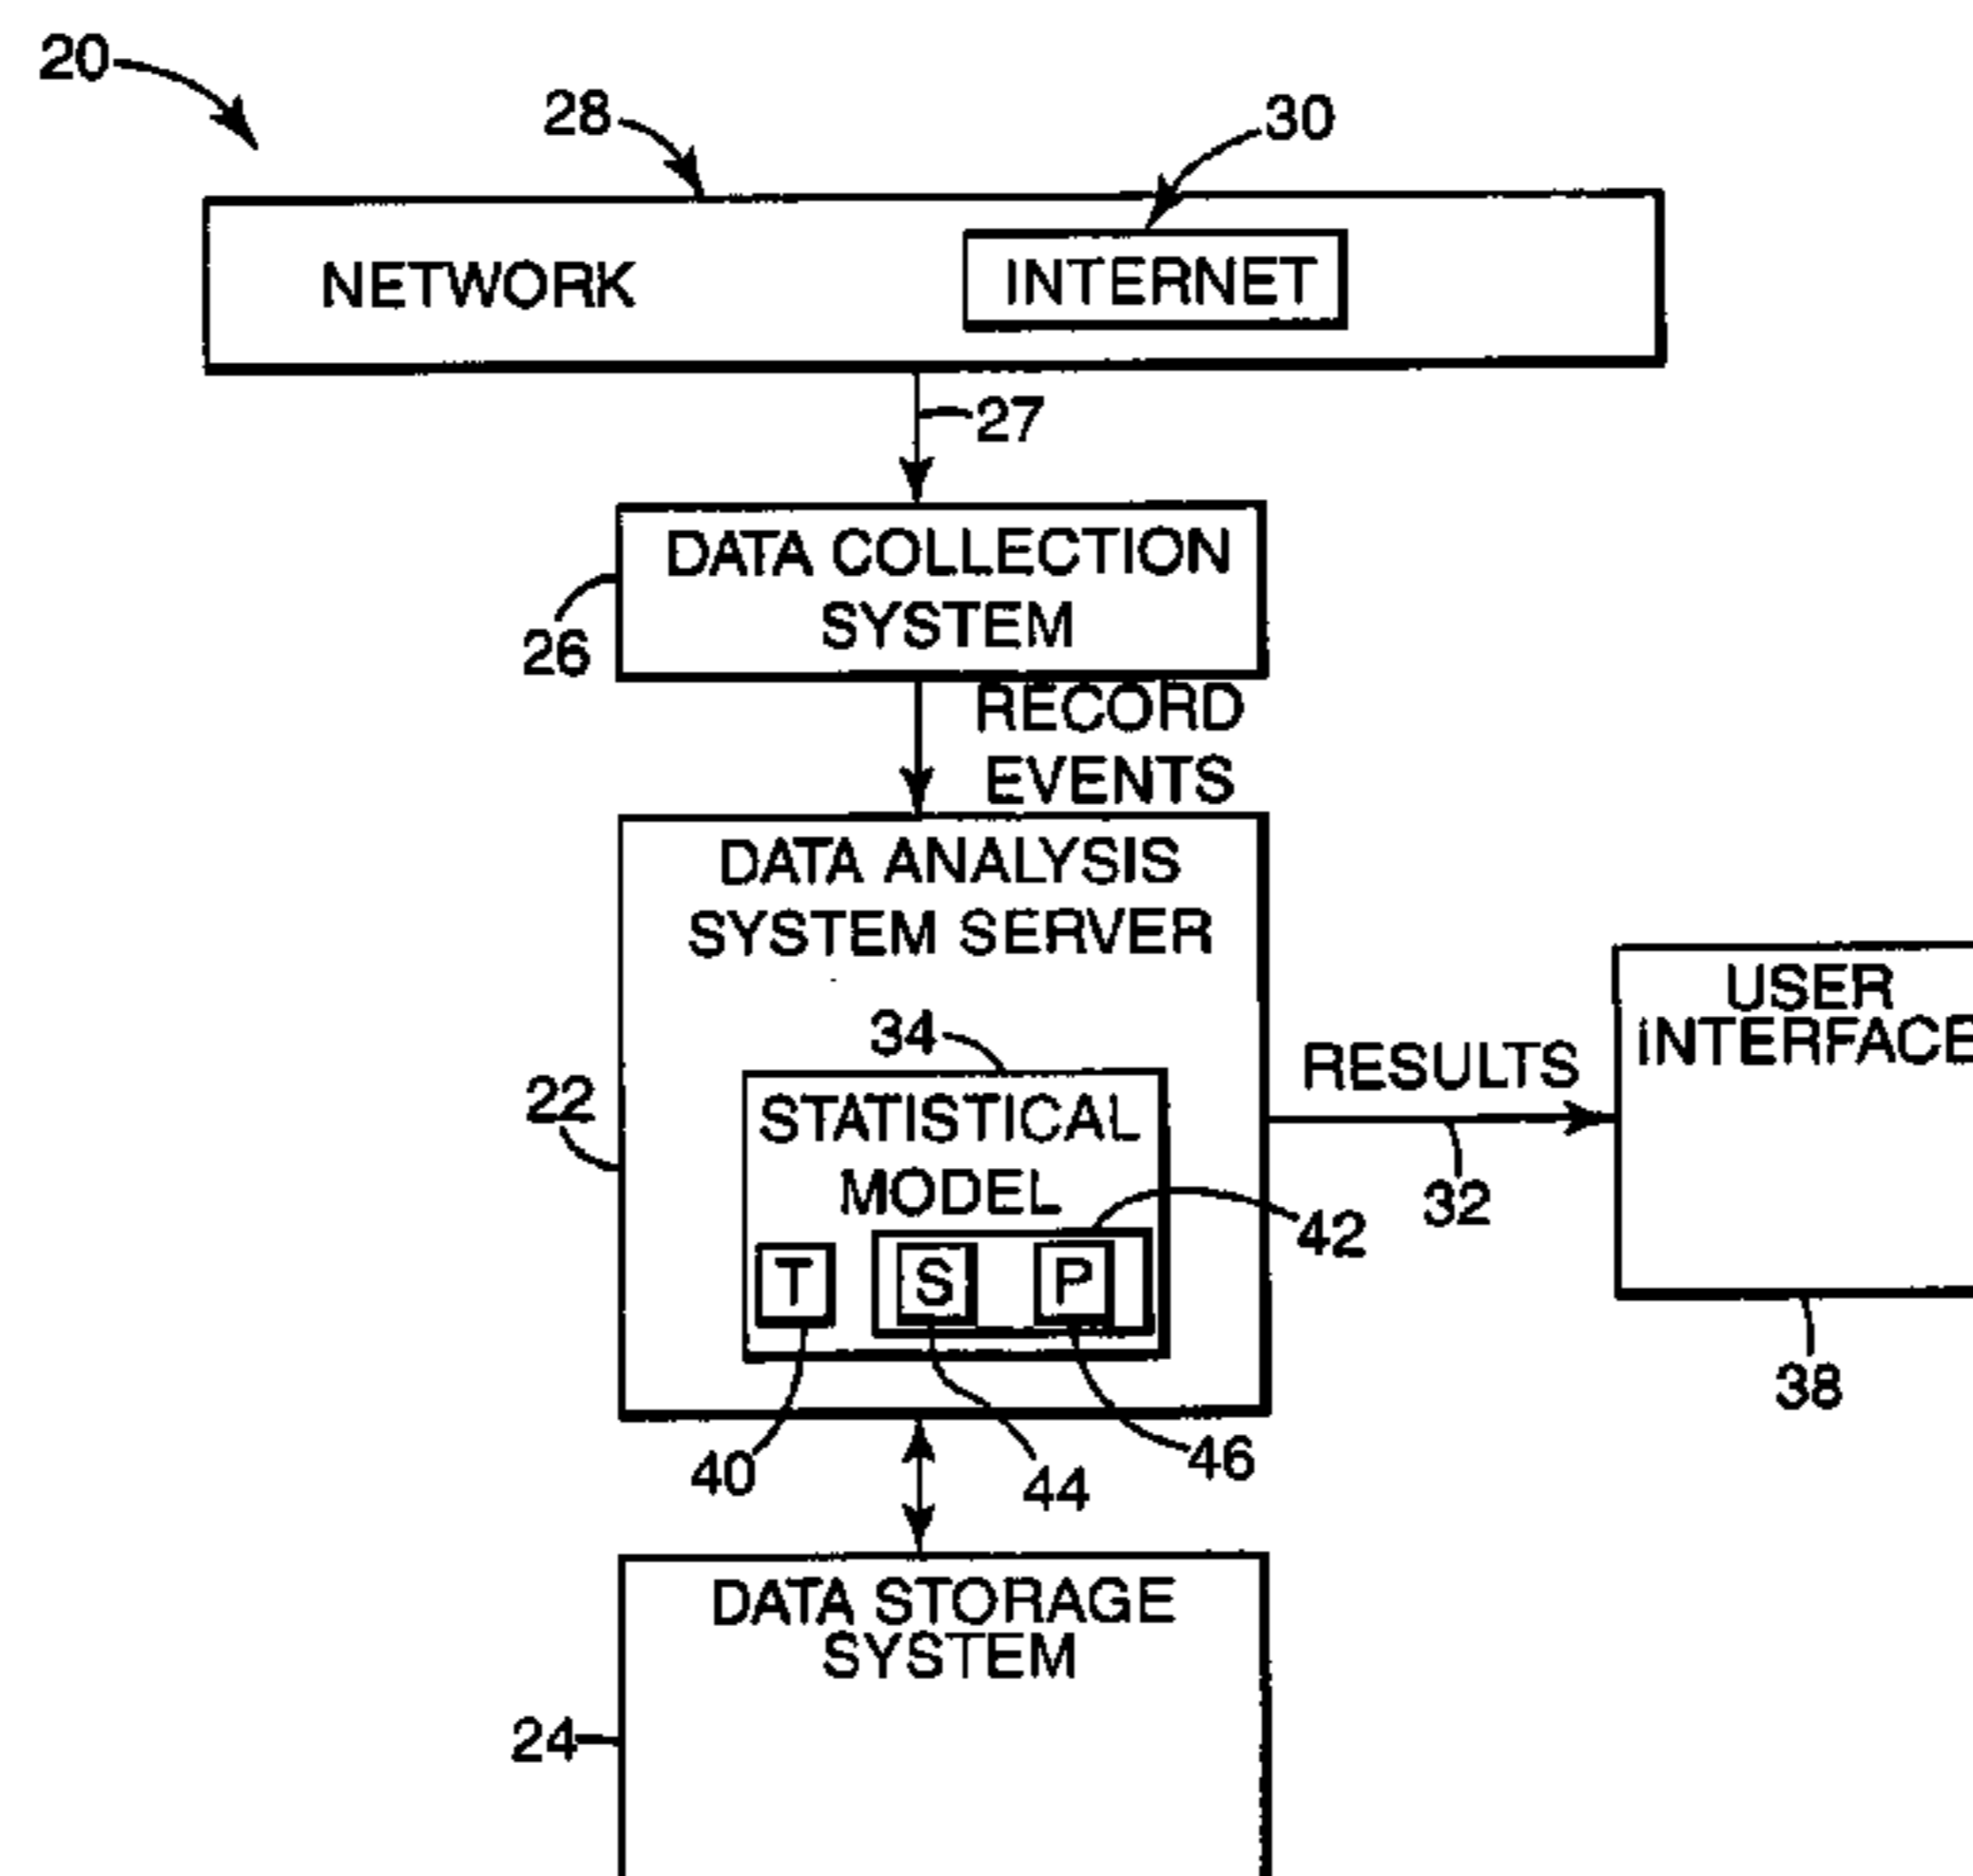 20
28
30
NETWORK
INTERNET
27
DATA COLLECTION
SYSTEM
26
RECORD
EVENTS
DATA ANALYSIS
SYSTEM SERVER
34
22
STATISTICAL
MODEL
T
S
P
42
RESULTS
32
USER
INTERFACE
38
40
44
46
DATA STORAGE
SYSTEM
24